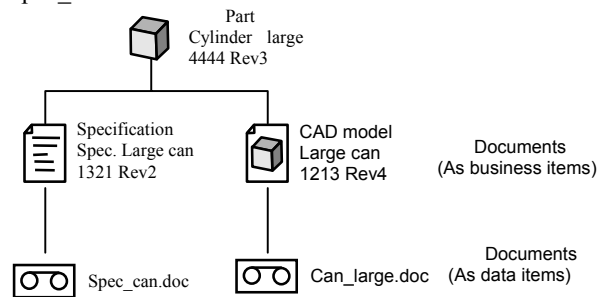 Part
Cylinder large
4444 Rev3
Specification
Spec. Large can
1321 Rev2
CAD model
Large can
1213 Rev4
Documents
(As business items)
Spec_can.doc
Can_large.doc
Documents
(As data items)